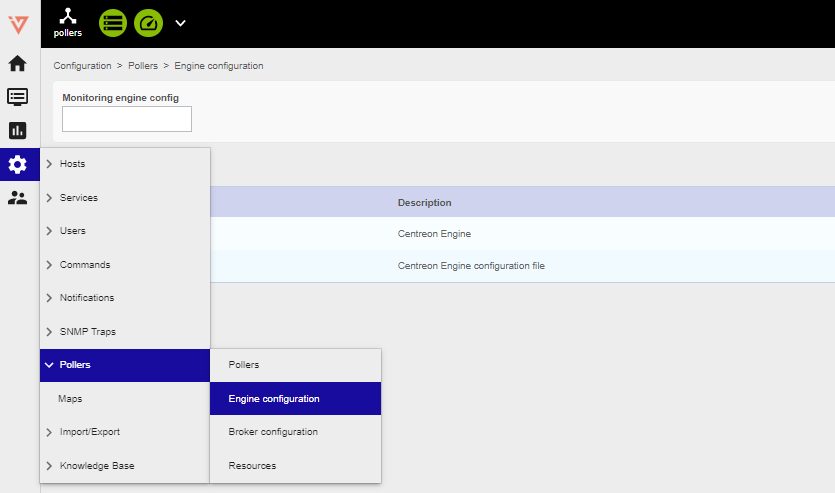 pollers
Configuration > Pollers > Engine configuration
Monitoring engine config
Hosts
Services
Users
Commands
Notifications
SNMP Traps
Pollers
Maps
Import/Export
Knowledge Base
Pollers
Engine configuration
Broker configuration
Resources
Description
Centreon Engine
Centreon Engine configuration file